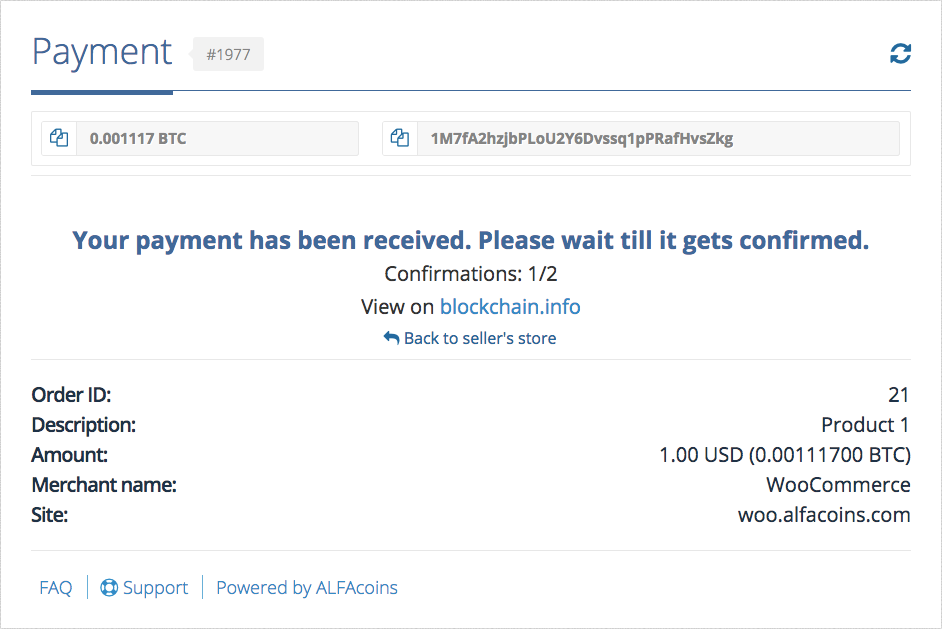 Payment #1977
0.001117 BTC 1M7fA2hzjbPLoU2Y6Dvssq1pPRafHvsZkg
Your payment has been received. Please wait till it gets confirmed.
Confirmations: 1/2
View on blockchain.info
Back to seller's store
Order ID: 21
Description: Product 1
Amount: 1.00 USD (0.00111700 BTC)
Merchant name: WooCommerce
Site: woo.alfacoins.com
FAQ Support Powered by ALFAcoins